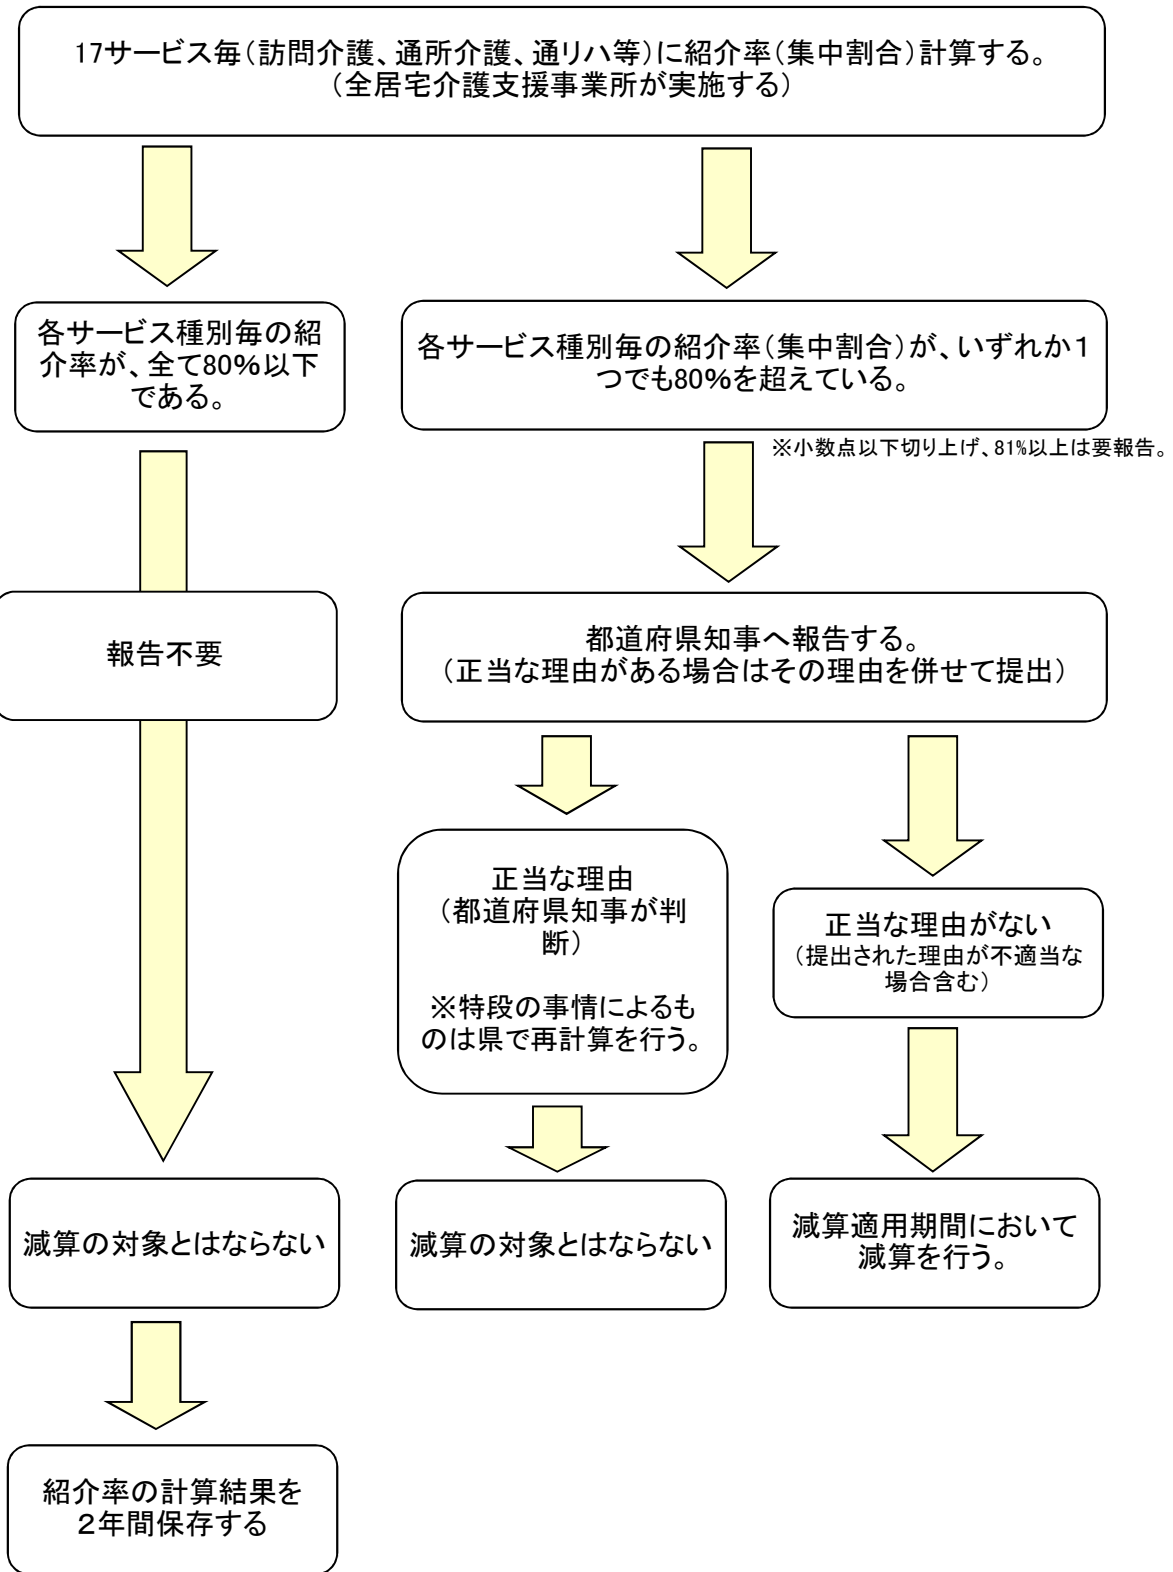 17サービス毎(訪問介護、通所介護、通リハ等)に紹介率(集中割合)計算する。
(全居宅介護支援事業所が実施する)
各サービス種別毎の紹
介率が、全て80%以下
である。
各サービス種別毎の紹介率(集中割合)が、いずれか1
つでも80%を超えている。
※小数点以下切り上げ、81%以上は要報告。
報告不要
都道府県知事へ報告する。
(正当な理由がある場合はその理由を併せて提出)
正当な理由
(都道府県知事が判
断)
※特段の事情によるも
のは県で再計算を行う。
正当な理由がない
(提出された理由が不適当な
場合含む)
減算の対象とはならない
減算の対象とはならない
減算適用期間において
減算を行う。
紹介率の計算結果を
2年間保存する